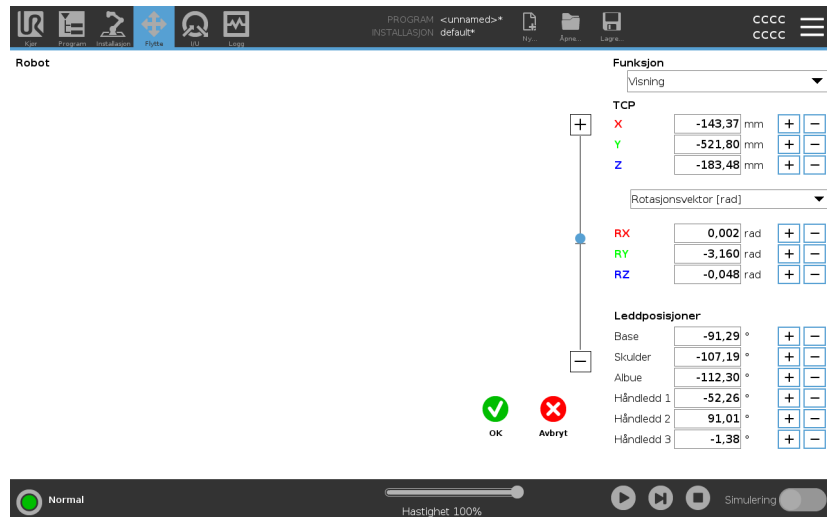 PROGRAM <unnamed>*
INSTALLASJON default*
cccc
cccc
Kjør Program Installasjon Flytte I/U Logg Ny... Åpne... Lagre...
Robot
Funksjon
Visning
TCP
X -143,37 mm + −
Y -521,80 mm + −
Z -183,48 mm + −
Rotasjonsvektor [rad]
RX 0,002 rad + −
RY -3,160 rad + −
RZ -0,048 rad + −
Leddposisjoner
Base -91,29 ° + −
Skulder -107,19 ° + −
Albue -112,30 ° + −
Håndledd 1 -52,26 ° + −
Håndledd 2 91,01 ° + −
Håndledd 3 -1,38 ° + −
OK Avbryt
Normal
Hastighet 100%
Simulering